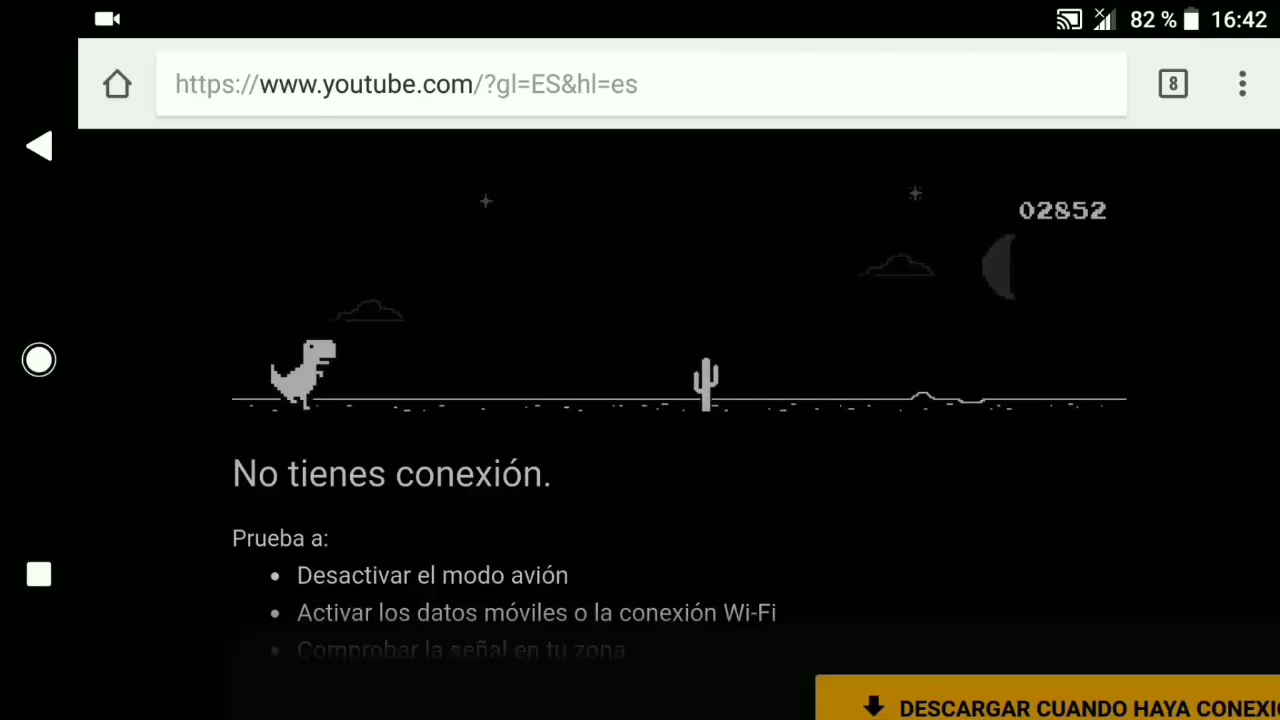 82 % 16:42
https://www.youtube.com/?gl=ES&hl=es 8
02852
No tienes conexión.
Prueba a:
• Desactivar el modo avión
• Activar los datos móviles o la conexión Wi-Fi
• Comprobar la señal en tu zona
DESCARGAR CUANDO HAYA CONEXI